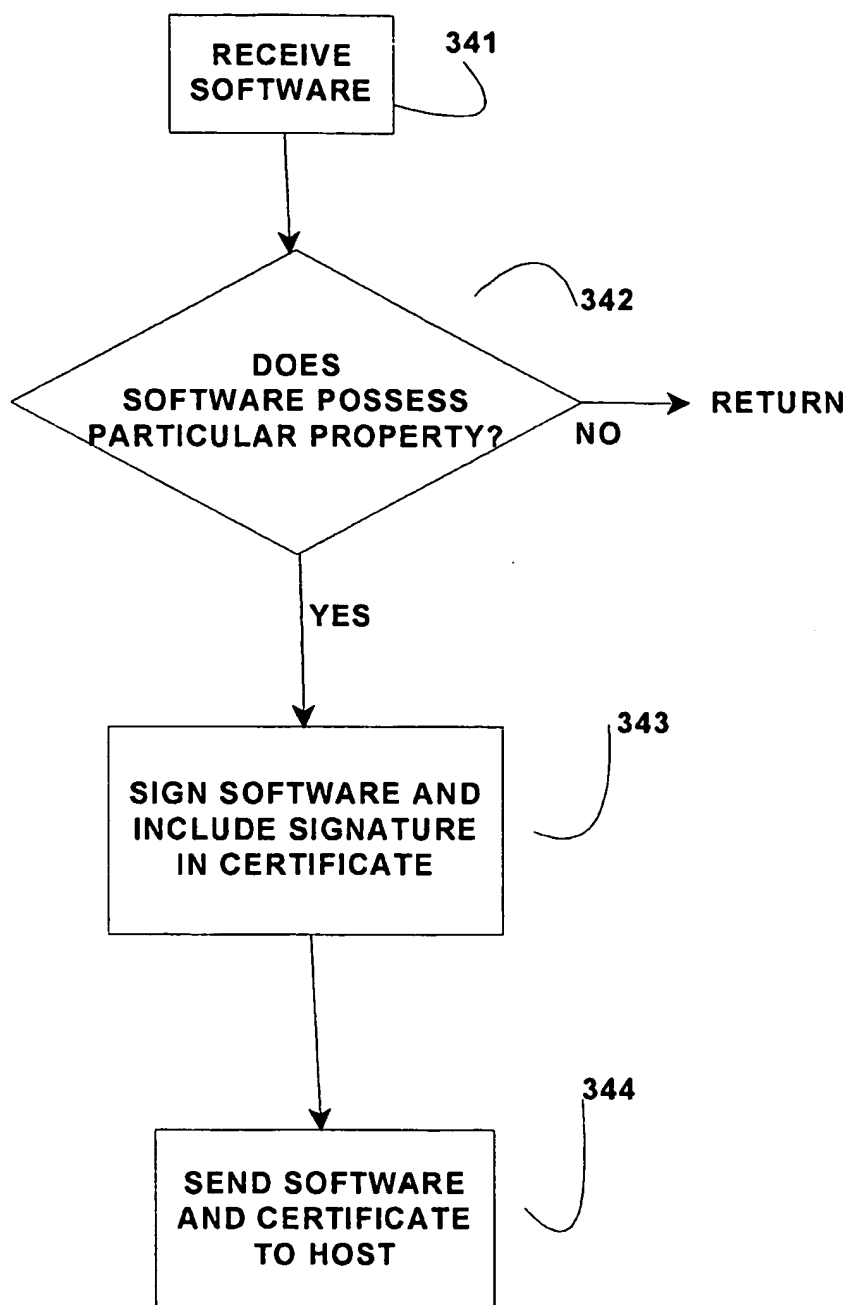 RECEIVE
SOFTWARE
341
342
DOES
SOFTWARE POSSESS
PARTICULAR PROPERTY?
NO
RETURN
YES
343
SIGN SOFTWARE AND
INCLUDE SIGNATURE
IN CERTIFICATE
344
SEND SOFTWARE
AND CERTIFICATE
TO HOST